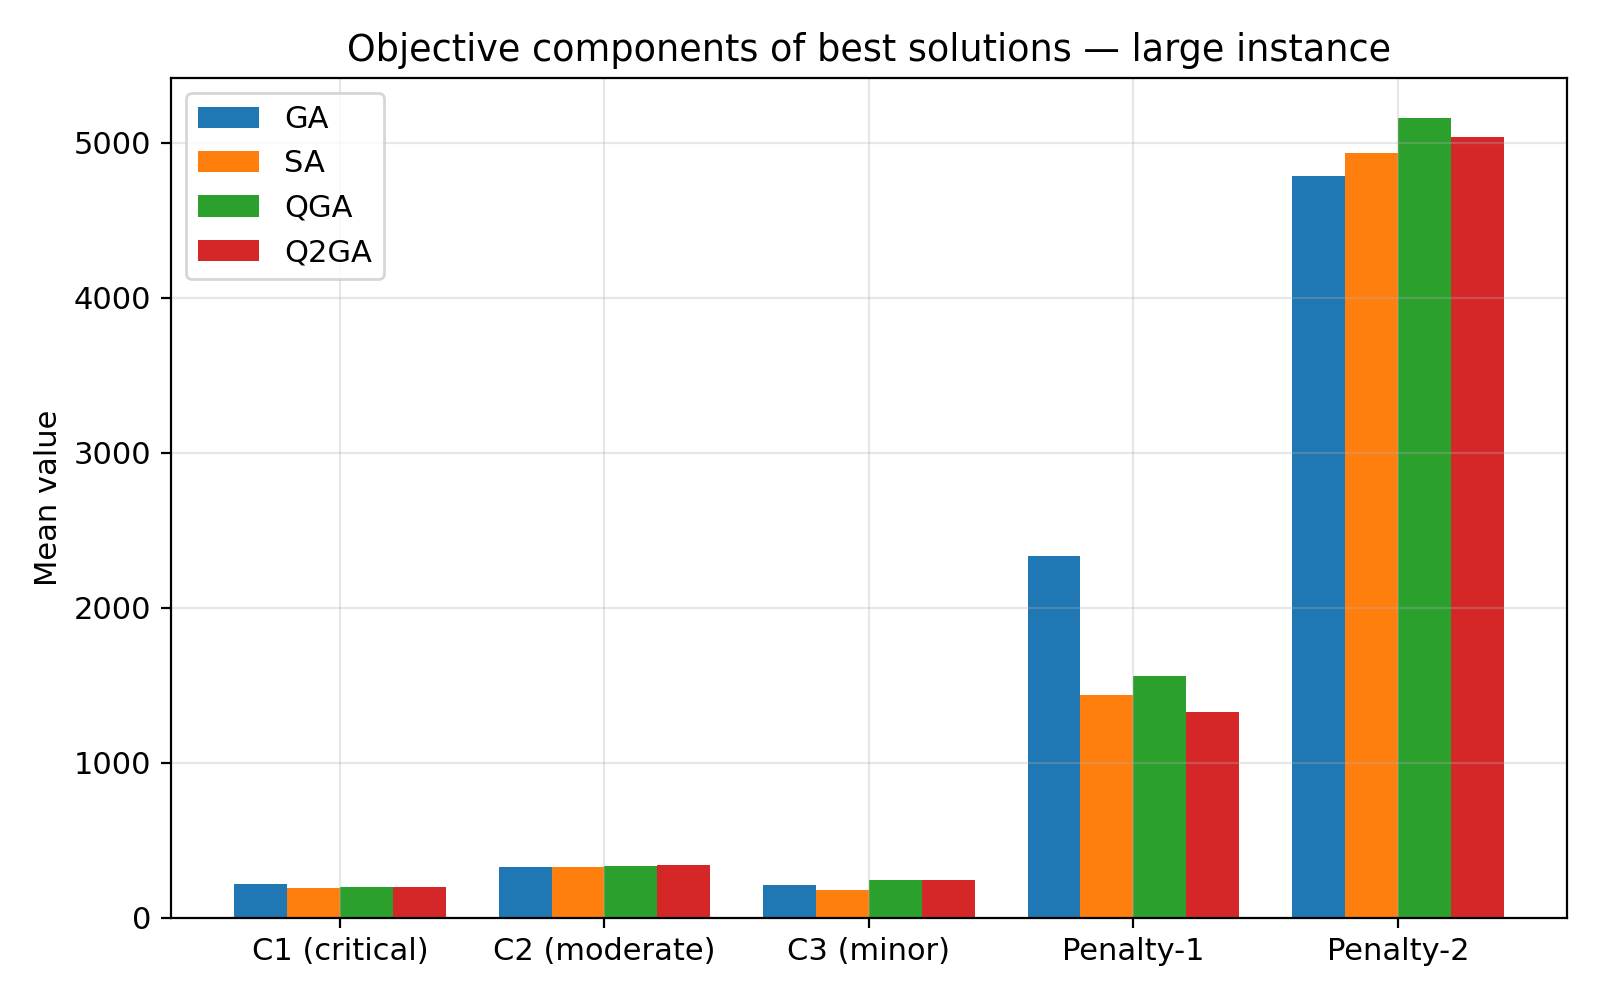 Objective components of best solutions — large instance
GA
SA
QGA
Q2GA
Mean value
5000
4000
3000
2000
1000
0
C1 (critical)
C2 (moderate)
C3 (minor)
Penalty-1
Penalty-2